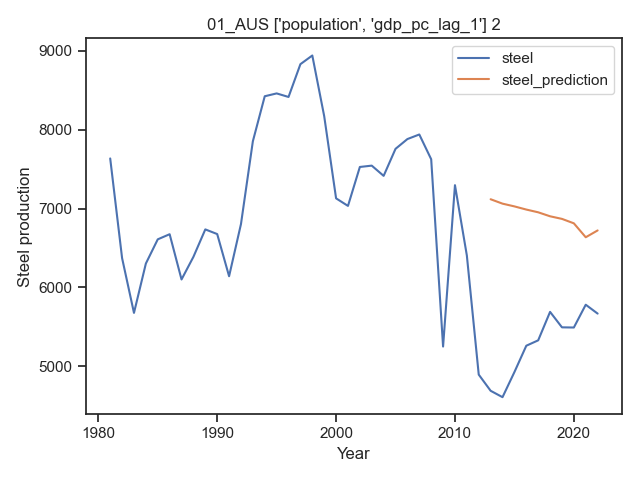 01_AUS ['population', 'gdp_pc_lag_1'] 2
steel
steel_prediction
Steel production
9000
8000
7000
6000
5000
1980
1990
2000
2010
2020
Year